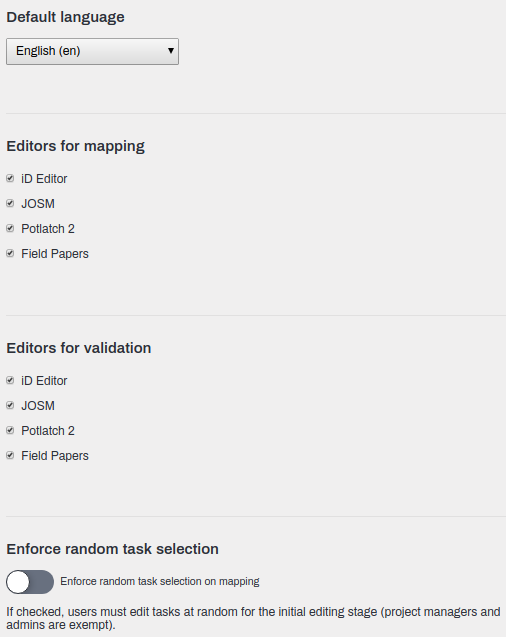 Default language
English (en)
Editors for mapping
iD Editor
JOSM
Potlatch 2
Field Papers
Editors for validation
iD Editor
JOSM
Potlatch 2
Field Papers
Enforce random task selection
Enforce random task selection on mapping
If checked, users must edit tasks at random for the initial editing stage (project managers and
admins are exempt).